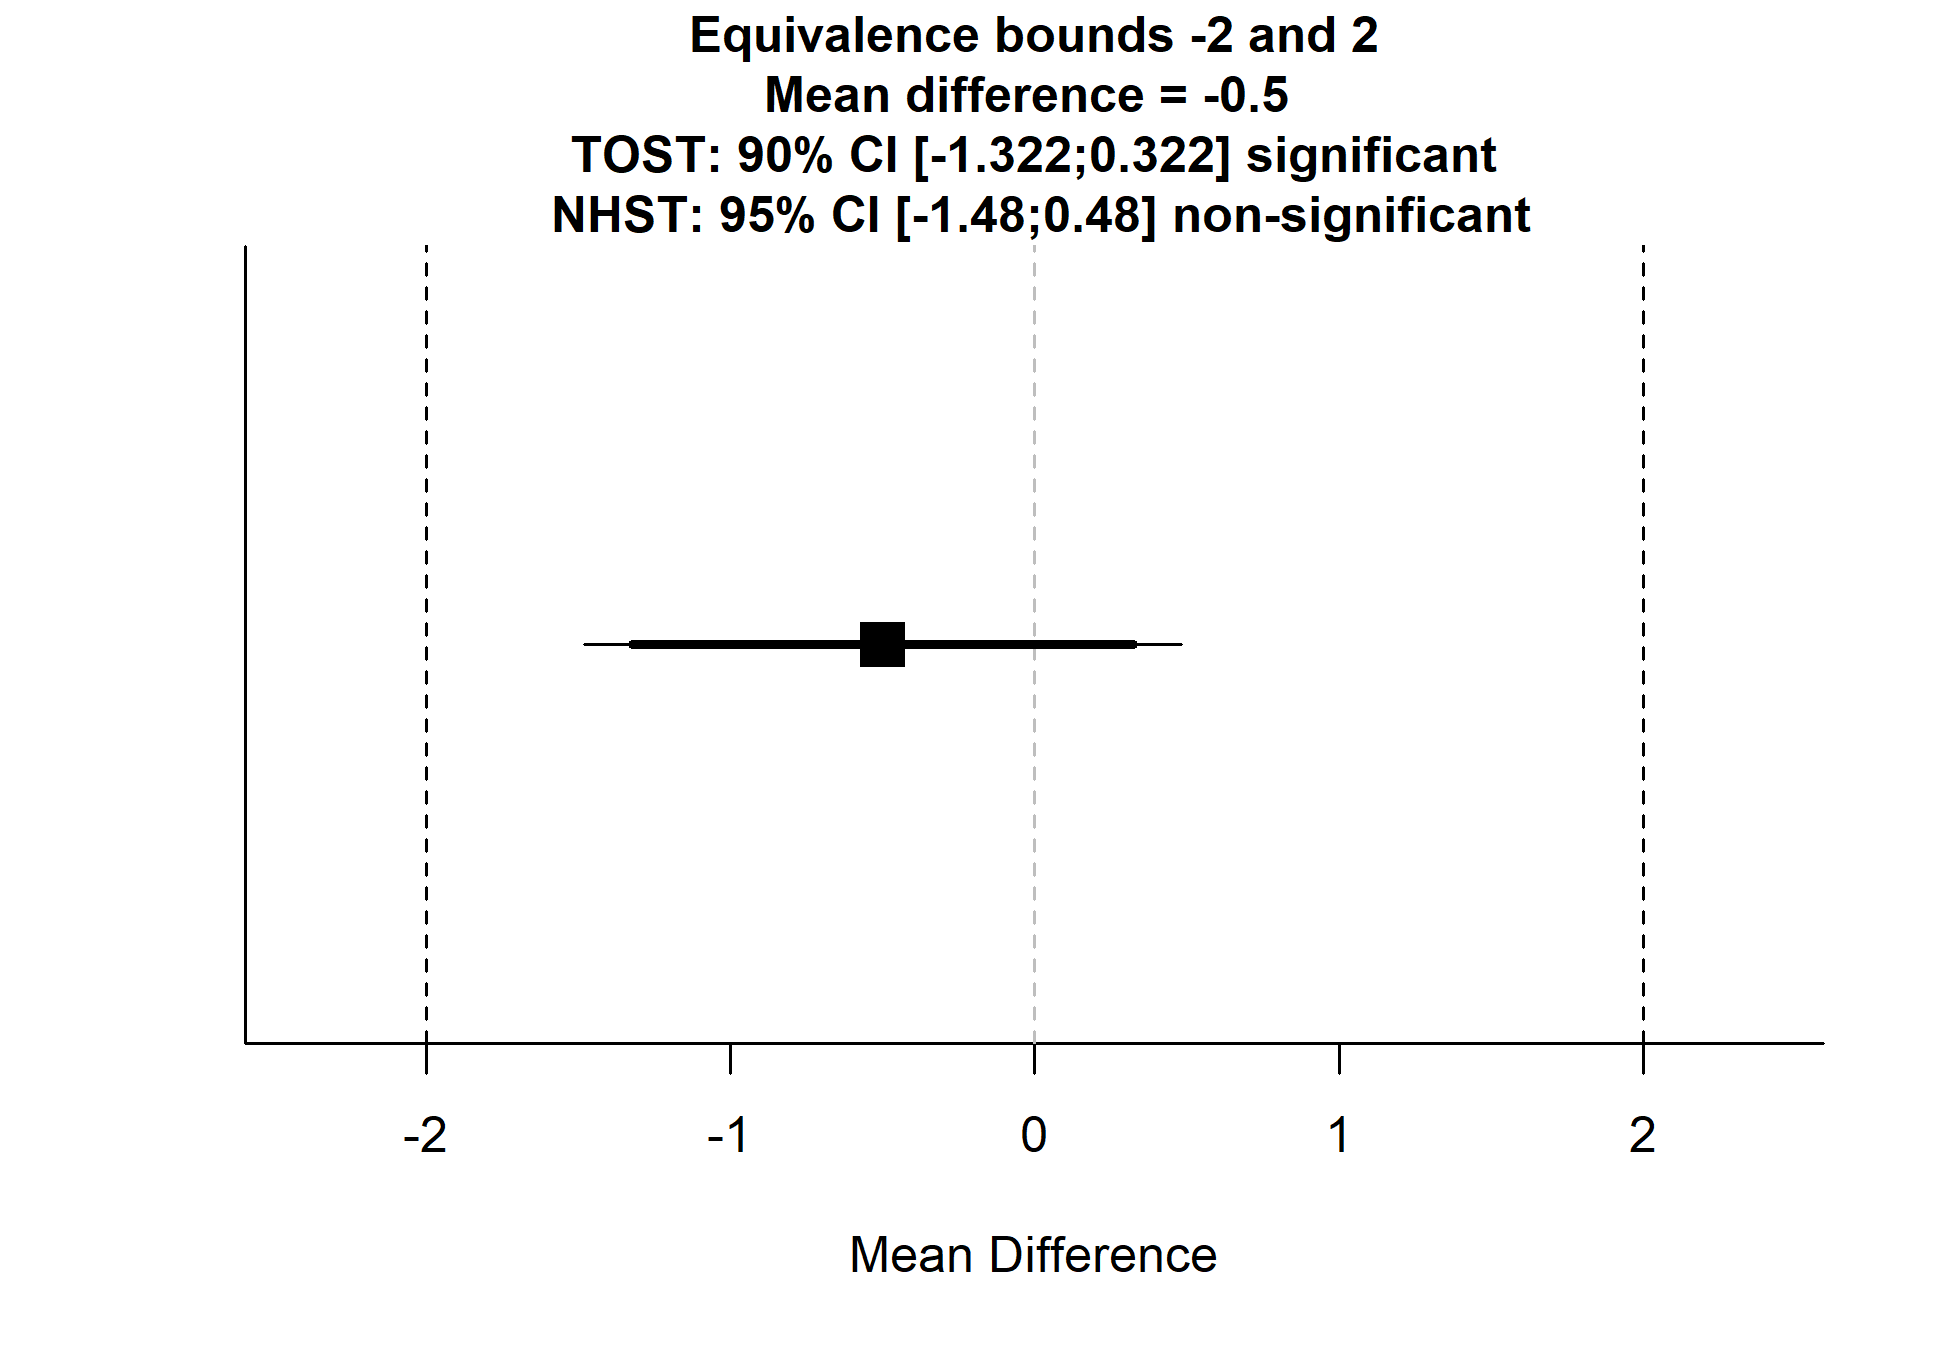 Equivalence bounds -2 and 2
Mean difference = -0.5
TOST: 90% CI [-1.322;0.322] significant
NHST: 95% CI [-1.48;0.48] non-significant
-2 -1 0 1 2
Mean Difference